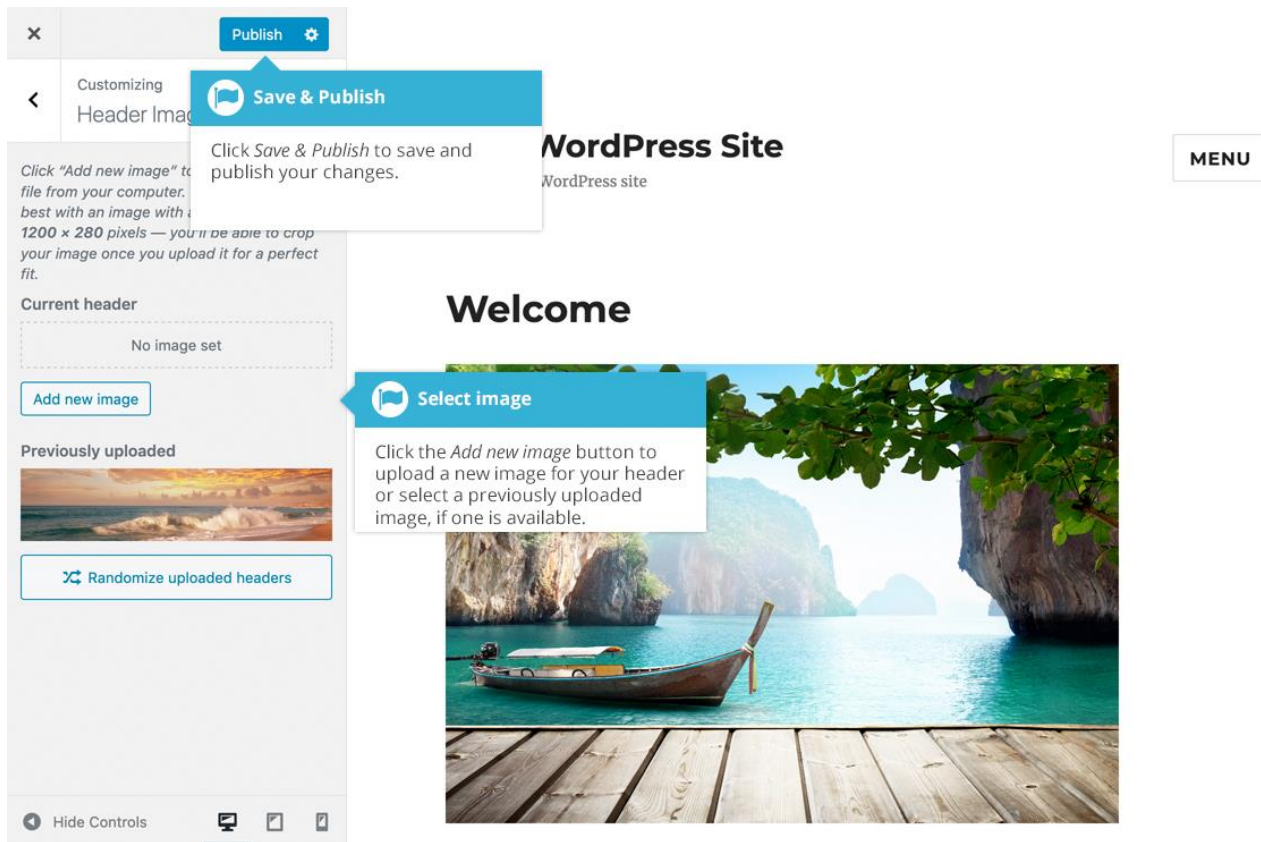 Publish
Customizing
Header Imag
Save & Publish
Click Save & Publish to save and
publish your changes.
Click “Add new image” to
file from your computer.
best with an image with a
1200 × 280 pixels — you’ll be able to crop
your image once you upload it for a perfect
fit.
Current header
No image set
Add new image
Previously uploaded
Randomize uploaded headers
Hide Controls
WordPress Site
WordPress site
MENU
Welcome
Select image
Click the Add new image button to
upload a new image for your header
or select a previously uploaded
image, if one is available.